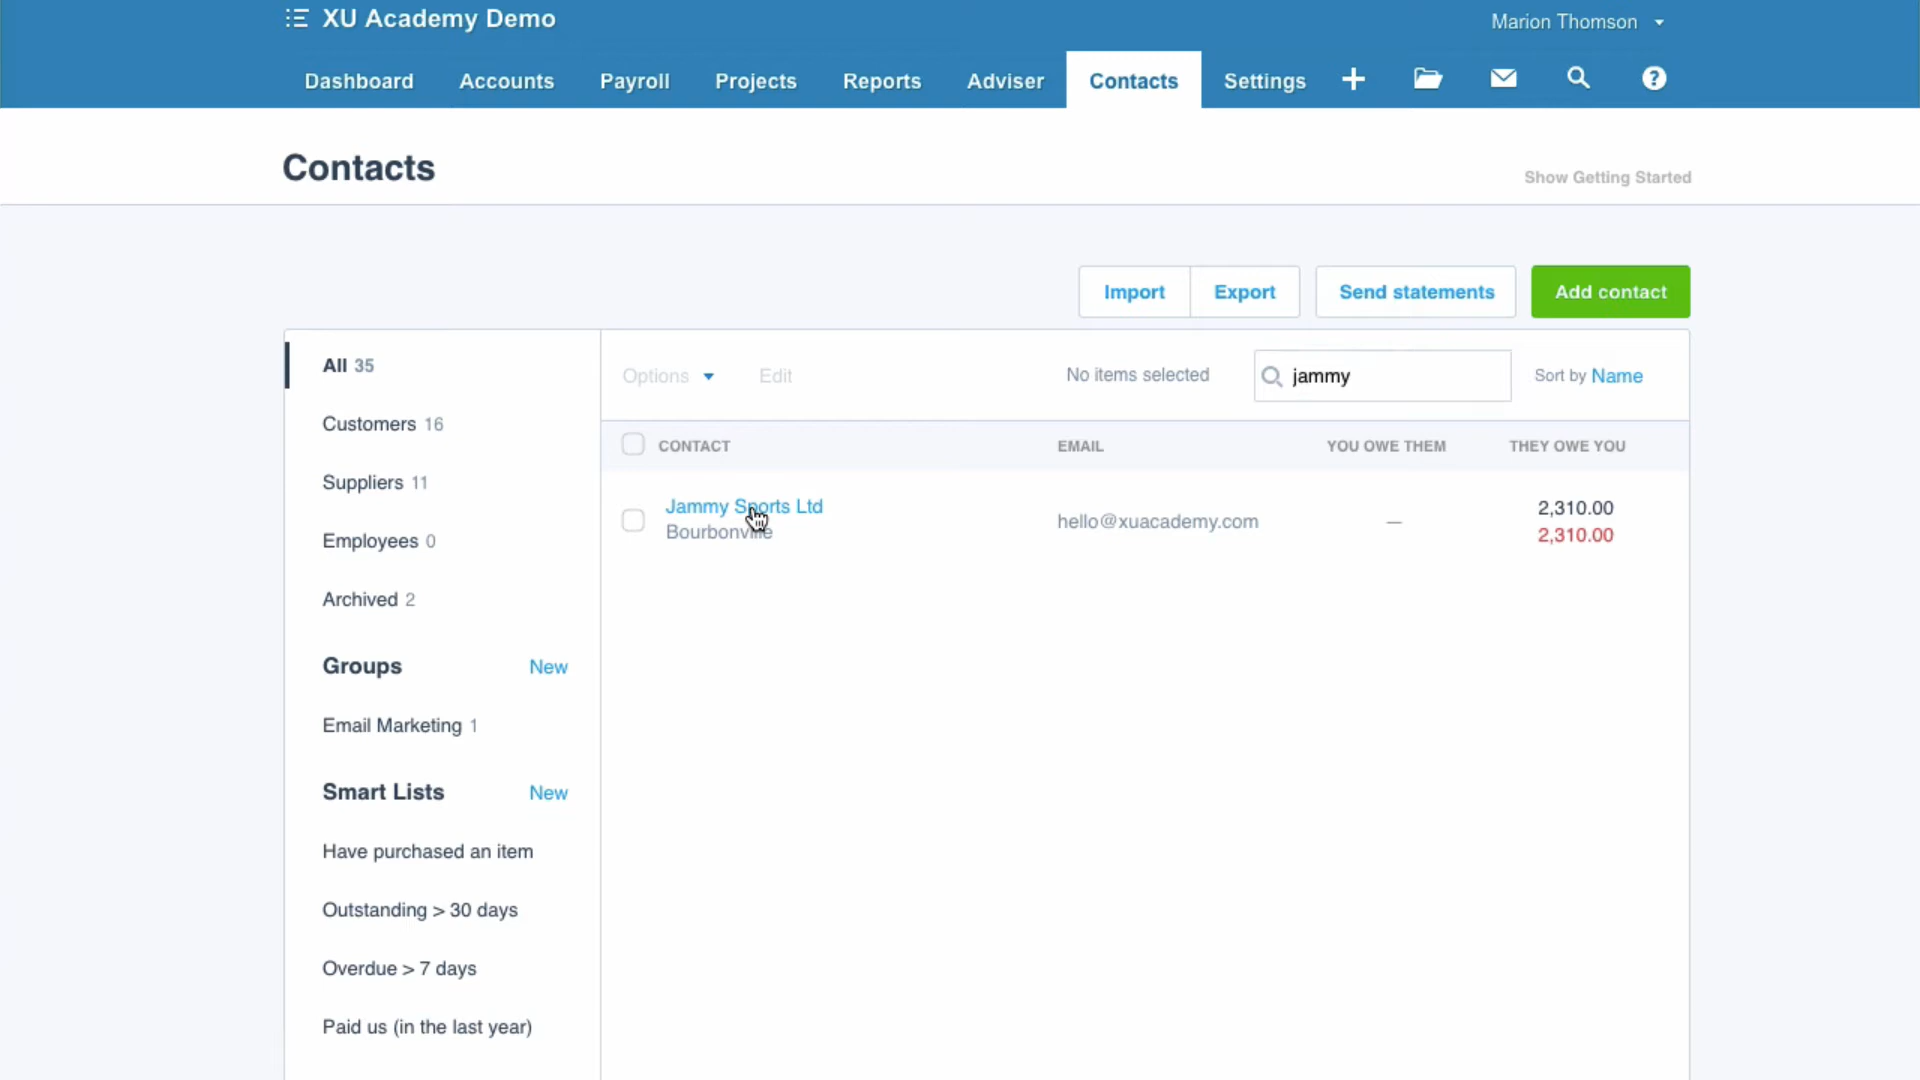 XU Academy Demo
Marion Thomson
Dashboard Accounts Payroll Projects Reports Adviser Contacts Settings
Contacts
Show Getting Started
Import Export Send statements Add contact
All 35
Options Edit No items selected jammy Sort by Name
Customers 16
CONTACT EMAIL YOU OWE THEM THEY OWE YOU
Suppliers 11
Jammy Sports Ltd 2,310.00
Bourbonville hello@xuacademy.com — 2,310.00
Employees 0
Archived 2
Groups New
Email Marketing 1
Smart Lists New
Have purchased an item
Outstanding > 30 days
Overdue > 7 days
Paid us (in the last year)